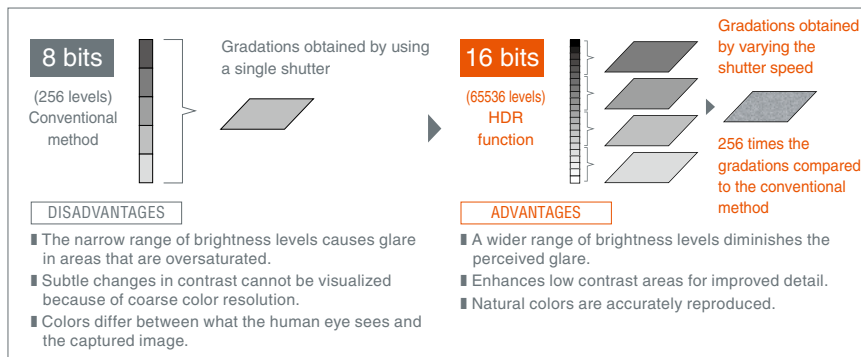 8 bits
(256 levels)
Conventional
method
Gradations obtained by using
a single shutter
16 bits
(65536 levels)
HDR
function
Gradations obtained
by varying the
shutter speed
256 times the
gradations compared
to the conventional
method
DISADVANTAGES
The narrow range of brightness levels causes glare
in areas that are oversaturated.
Subtle changes in contrast cannot be visualized
because of coarse color resolution.
Colors differ between what the human eye sees and
the captured image.
ADVANTAGES
A wider range of brightness levels diminishes the
perceived glare.
Enhances low contrast areas for improved detail.
Natural colors are accurately reproduced.